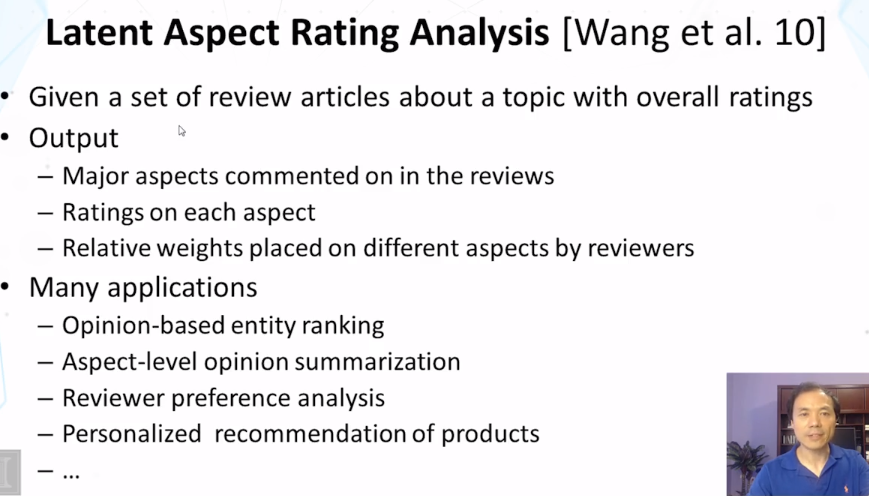 Latent Aspect Rating Analysis [Wang et al. 10]
• Given a set of review articles about a topic with overall ratings
• Output
– Major aspects commented on in the reviews
– Ratings on each aspect
– Relative weights placed on different aspects by reviewers
• Many applications
– Opinion-based entity ranking
– Aspect-level opinion summarization
– Reviewer preference analysis
– Personalized recommendation of products
– ...